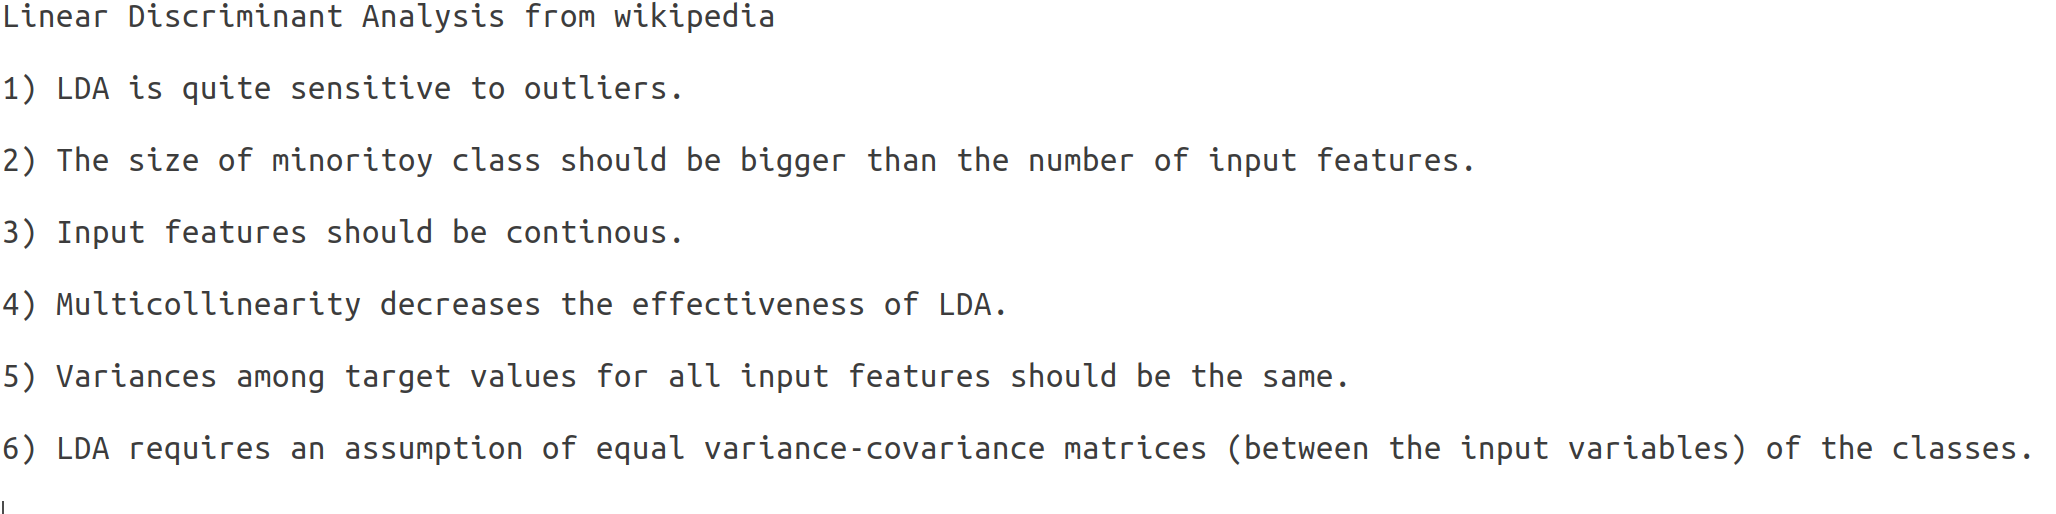 Linear Discriminant Analysis from wikipedia
1) LDA is quite sensitive to outliers.
2) The size of minoritoy class should be bigger than the number of input features.
3) Input features should be continous.
4) Multicollinearity decreases the effectiveness of LDA.
5) Variances among target values for all input features should be the same.
6) LDA requires an assumption of equal variance-covariance matrices (between the input variables) of the classes.